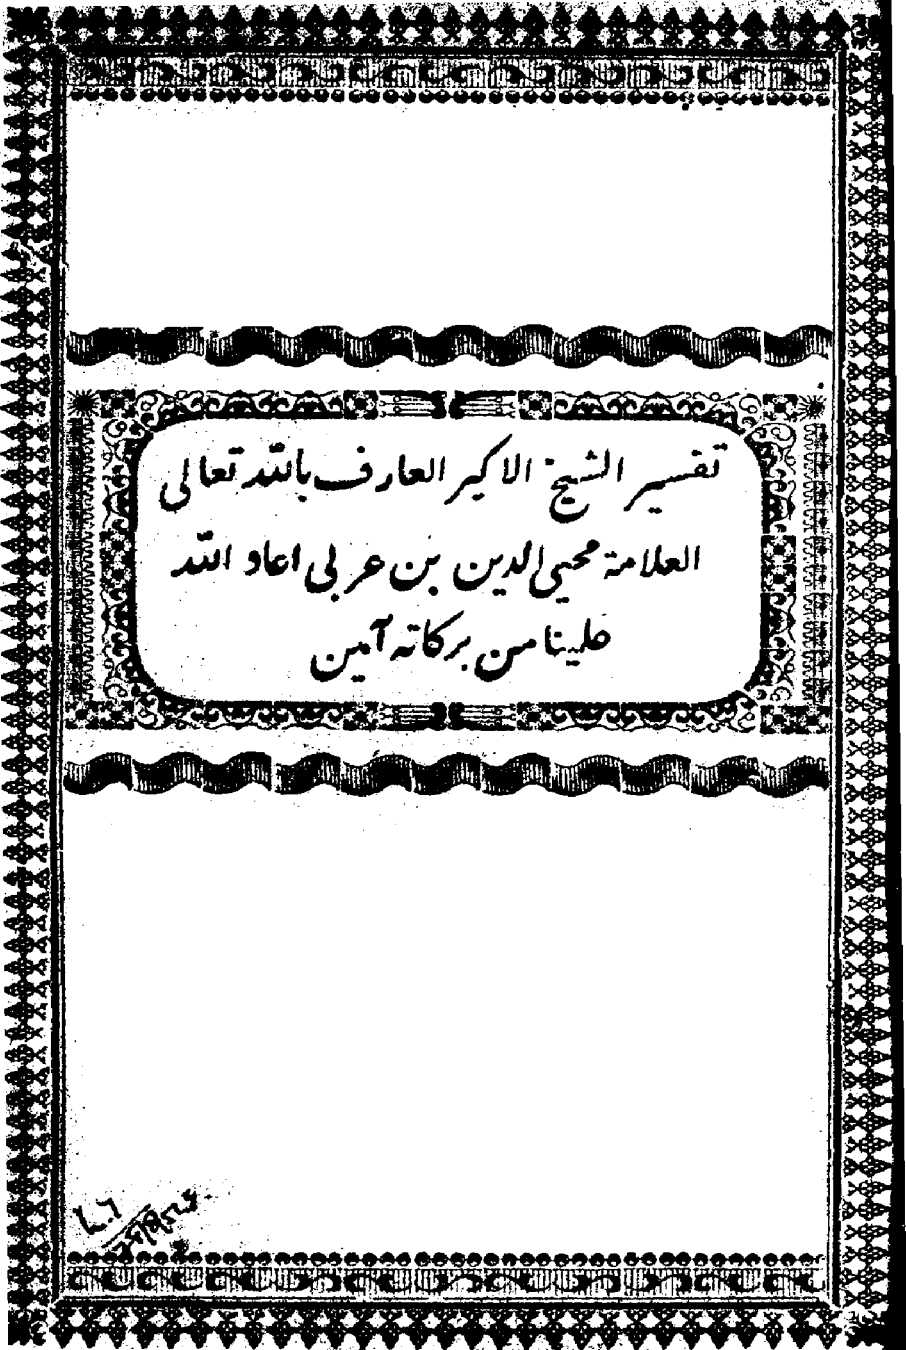 تفسير الشيخ الاكبر العارف بالله تعالى
العلامة محيي الدين بن عربي اعاد الله
علينا من بركاته آمين